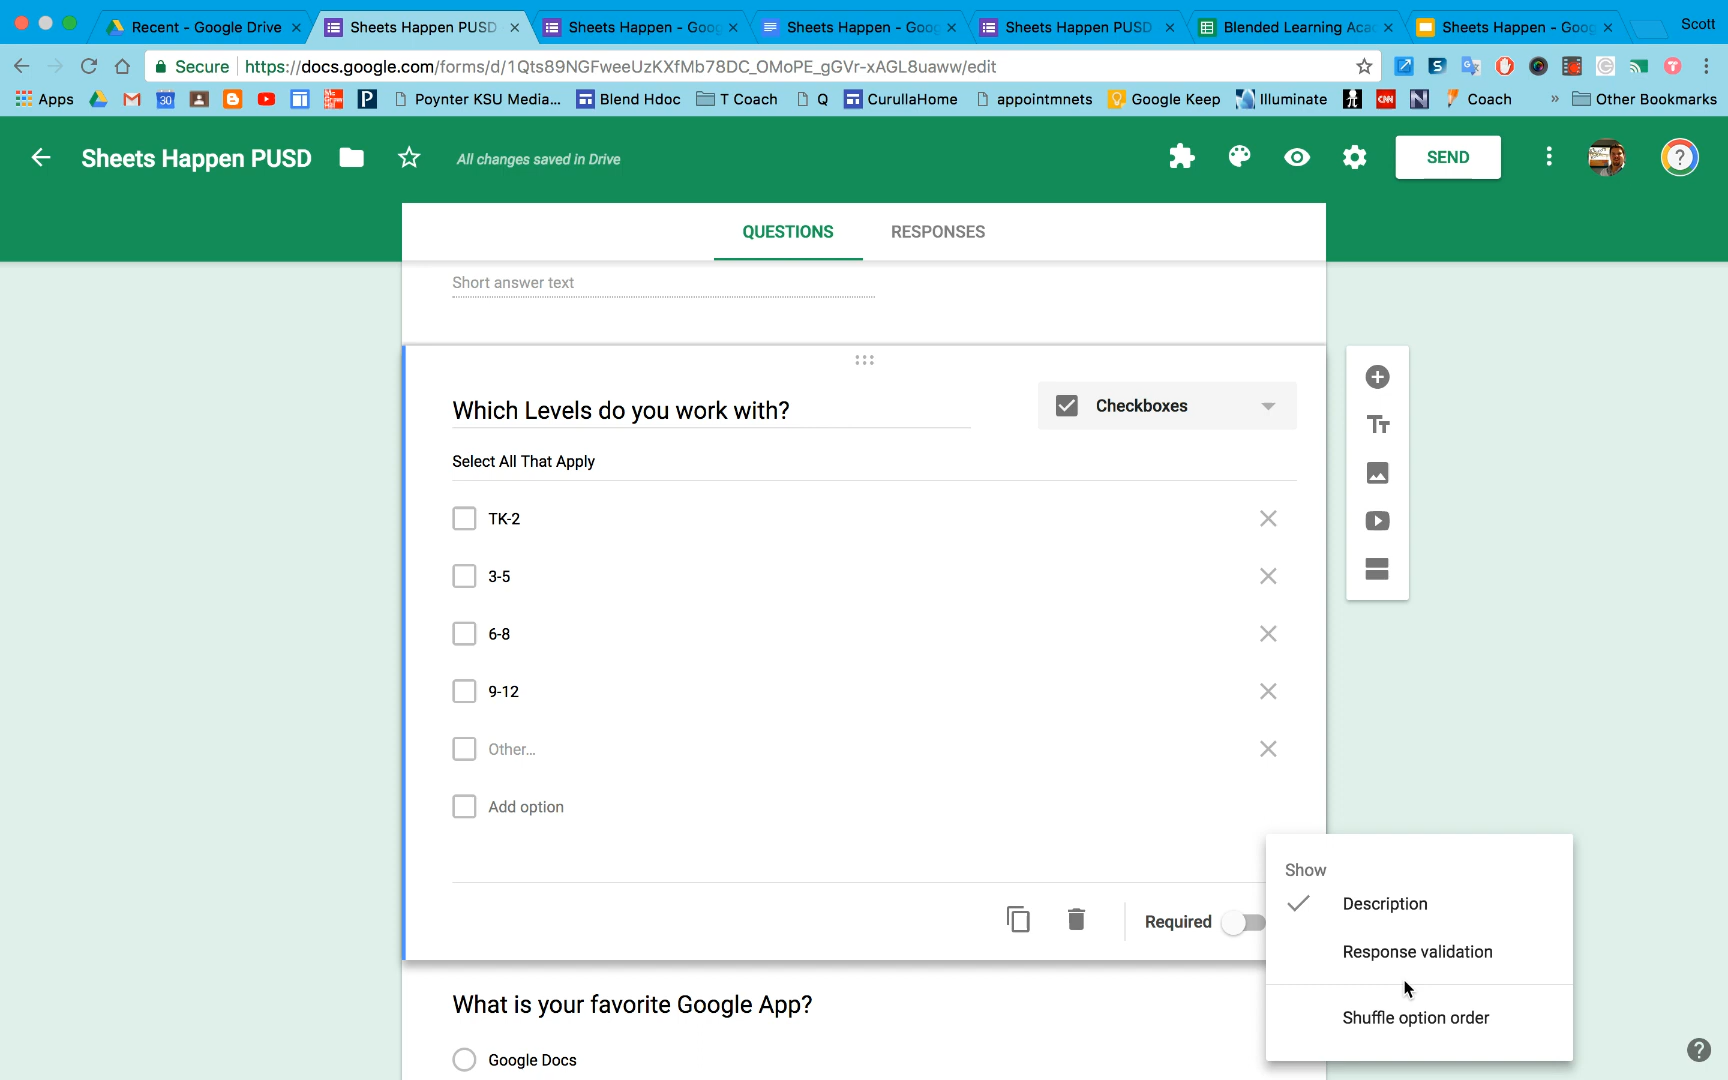 Recent - Google Drive
Sheets Happen PUSD
Sheets Happen - Goog
Sheets Happen - Goog
Sheets Happen PUSD
Blended Learning Aca
Sheets Happen - Goog
Scott
Secure https://docs.google.com/forms/d/1Qts89NGFweeUzKXfMb78DC_OMoPE_gGVr-xAGL8uaww/edit
Apps 30 Poynter KSU Media... Blend Hdoc T Coach Q CurullaHome appointmnets Google Keep Illuminate CNN N Coach » Other Bookmarks
Sheets Happen PUSD
All changes saved in Drive
SEND
QUESTIONS
RESPONSES
Short answer text
Which Levels do you work with?
Checkboxes
Select All That Apply
TK-2
3-5
6-8
9-12
Other...
Add option
Required
Show
Description
Response validation
Shuffle option order
What is your favorite Google App?
Google Docs